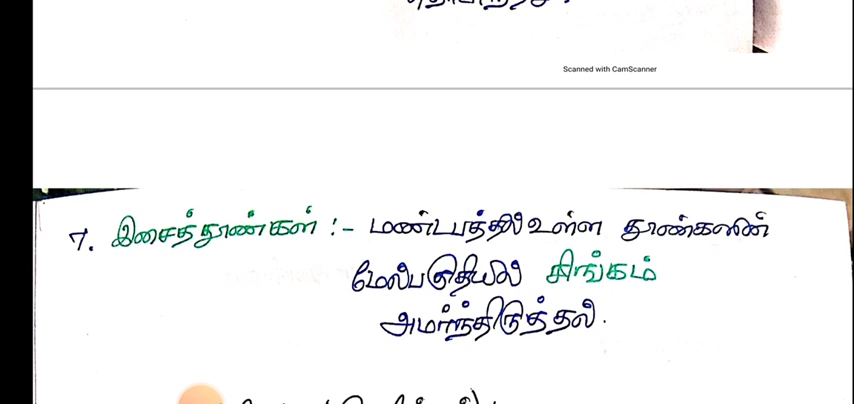 Scanned with CamScanner
7. இசைத்தூண்கள் :- மண்டபத்தில் உள்ள தூண்களின்
மேல்பகுதியில் சிங்கம்
அமர்ந்திடுத்தல்.